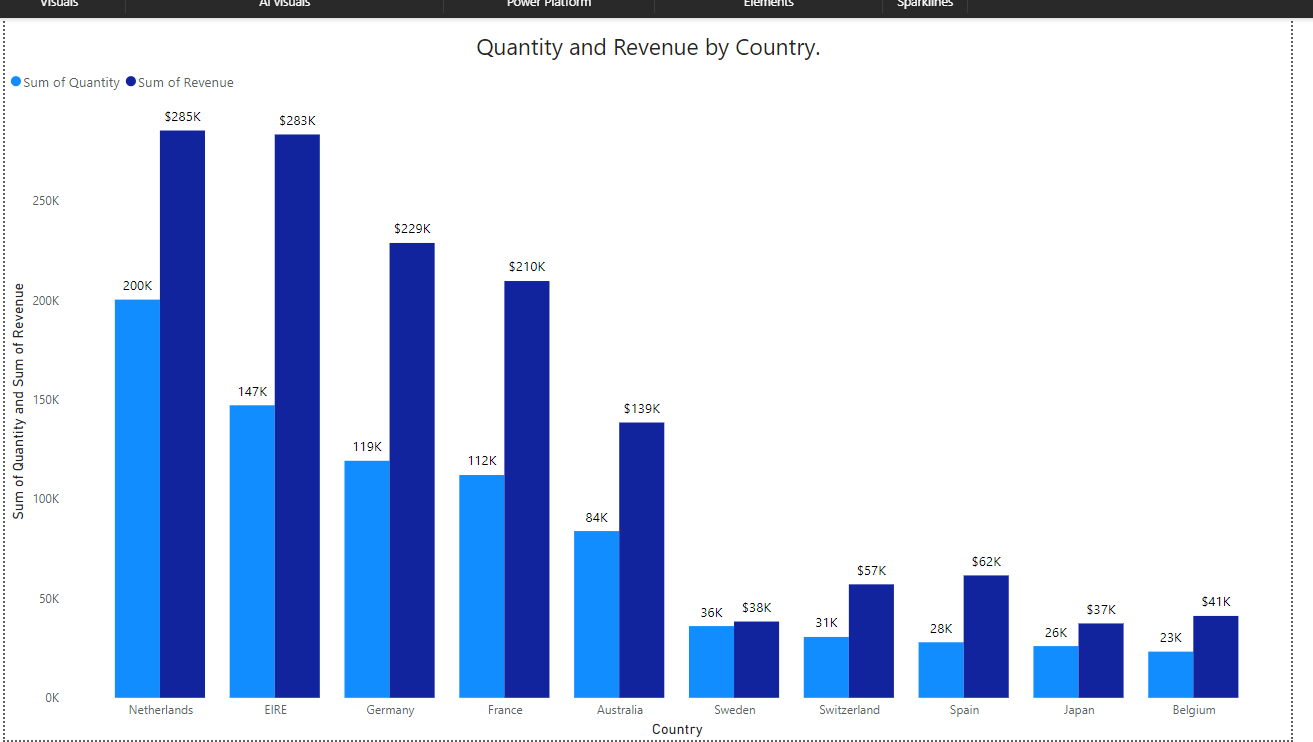 Visuals AI visuals Power Platform Elements Sparklines
Quantity and Revenue by Country.
Sum of Quantity Sum of Revenue
$285K
$283K
250K
$229K
$210K
200K
200K
147K
$139K
150K
119K
112K
84K
100K
$62K
$57K
50K
36K
$38K
31K
28K
26K
$37K
23K
$41K
0K
Netherlands EIRE Germany France Australia Sweden Switzerland Spain Japan Belgium
Country
Sum of Quantity and Sum of Revenue